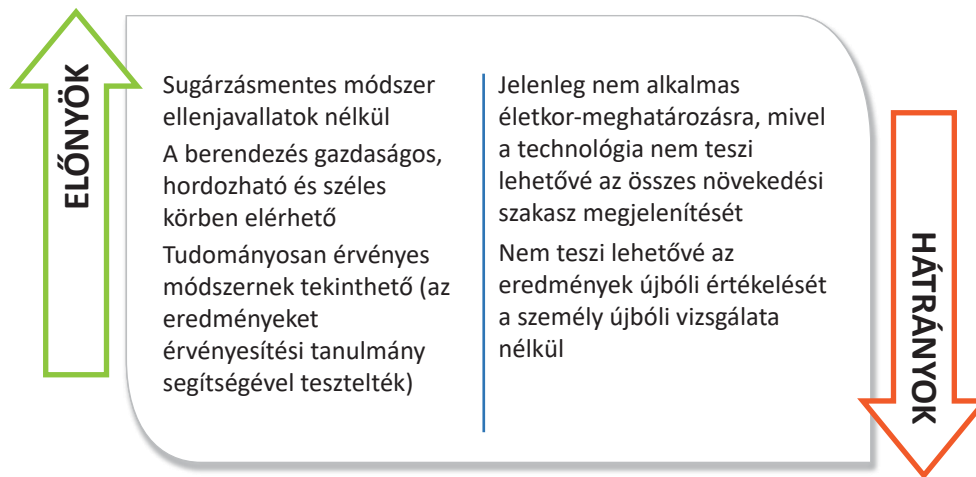 ELŐNYÖK
Sugárzásmentes módszer
ellenjavallatok nélkül
A berendezés gazdaságos,
hordozható és széles
körben elérhető
Tudományosan érvényes
módszernek tekinthető (az
eredményeket
érvényesítési tanulmány
segítségével tesztelték)
Jelenleg nem alkalmas
életkor-meghatározásra, mivel
a technológia nem teszi
lehetővé az összes növekedési
szakasz megjelenítését
Nem teszi lehetővé az
eredmények újbóli értékelését
a személy újbóli vizsgálata
nélkül
HÁTRÁNYOK